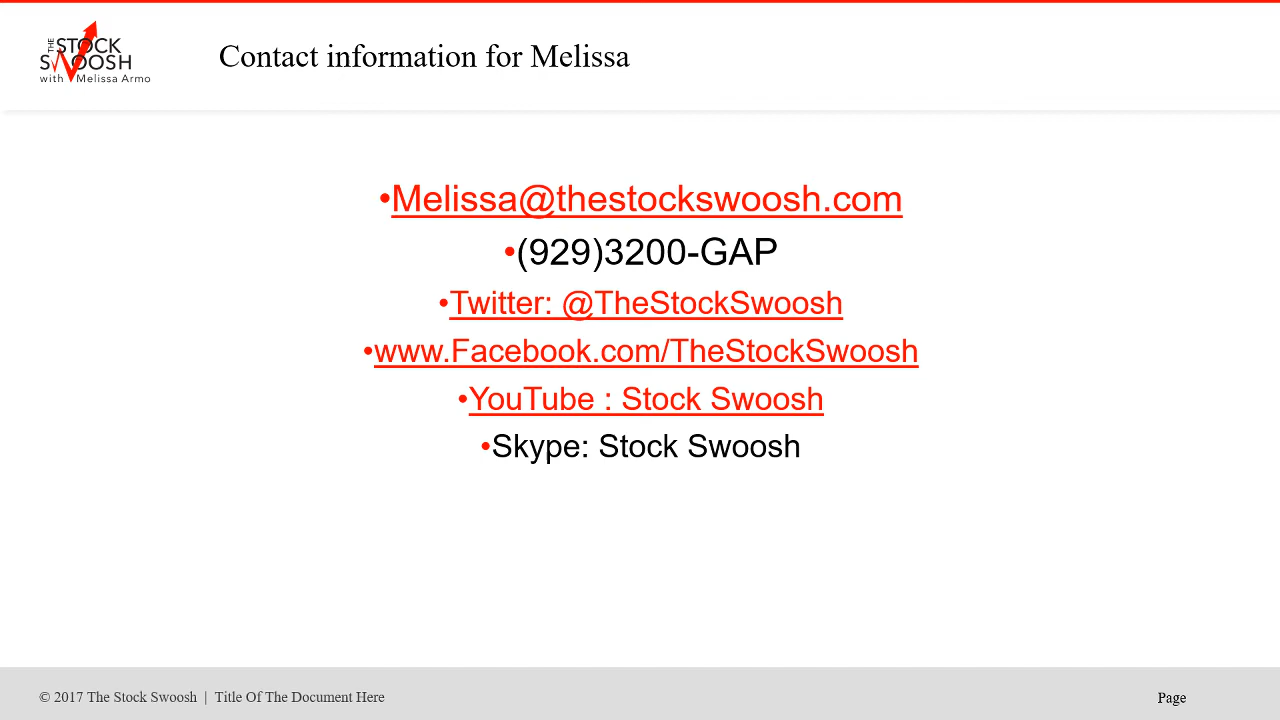 THE STOCK
SWOOSH
with Melissa Armo
Contact information for Melissa
•Melissa@thestockswoosh.com
•(929)3200-GAP
•Twitter: @TheStockSwoosh
•www.Facebook.com/TheStockSwoosh
•YouTube : Stock Swoosh
•Skype: Stock Swoosh
© 2017 The Stock Swoosh | Title Of The Document Here
Page